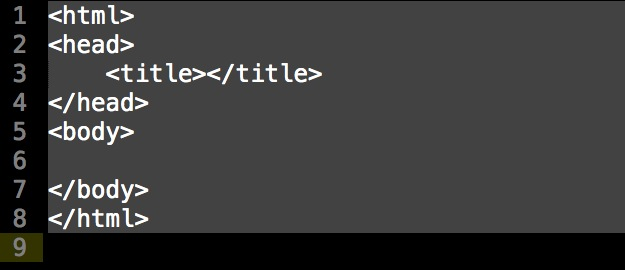 1 <html>
2 <head>
3     <title></title>
4 </head>
5 <body>
6
7 </body>
8 </html>
9